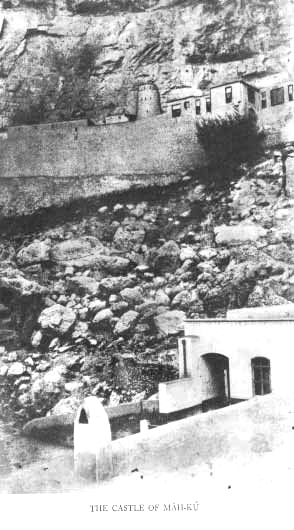 THE CASTLE OF MÁH-KÚ